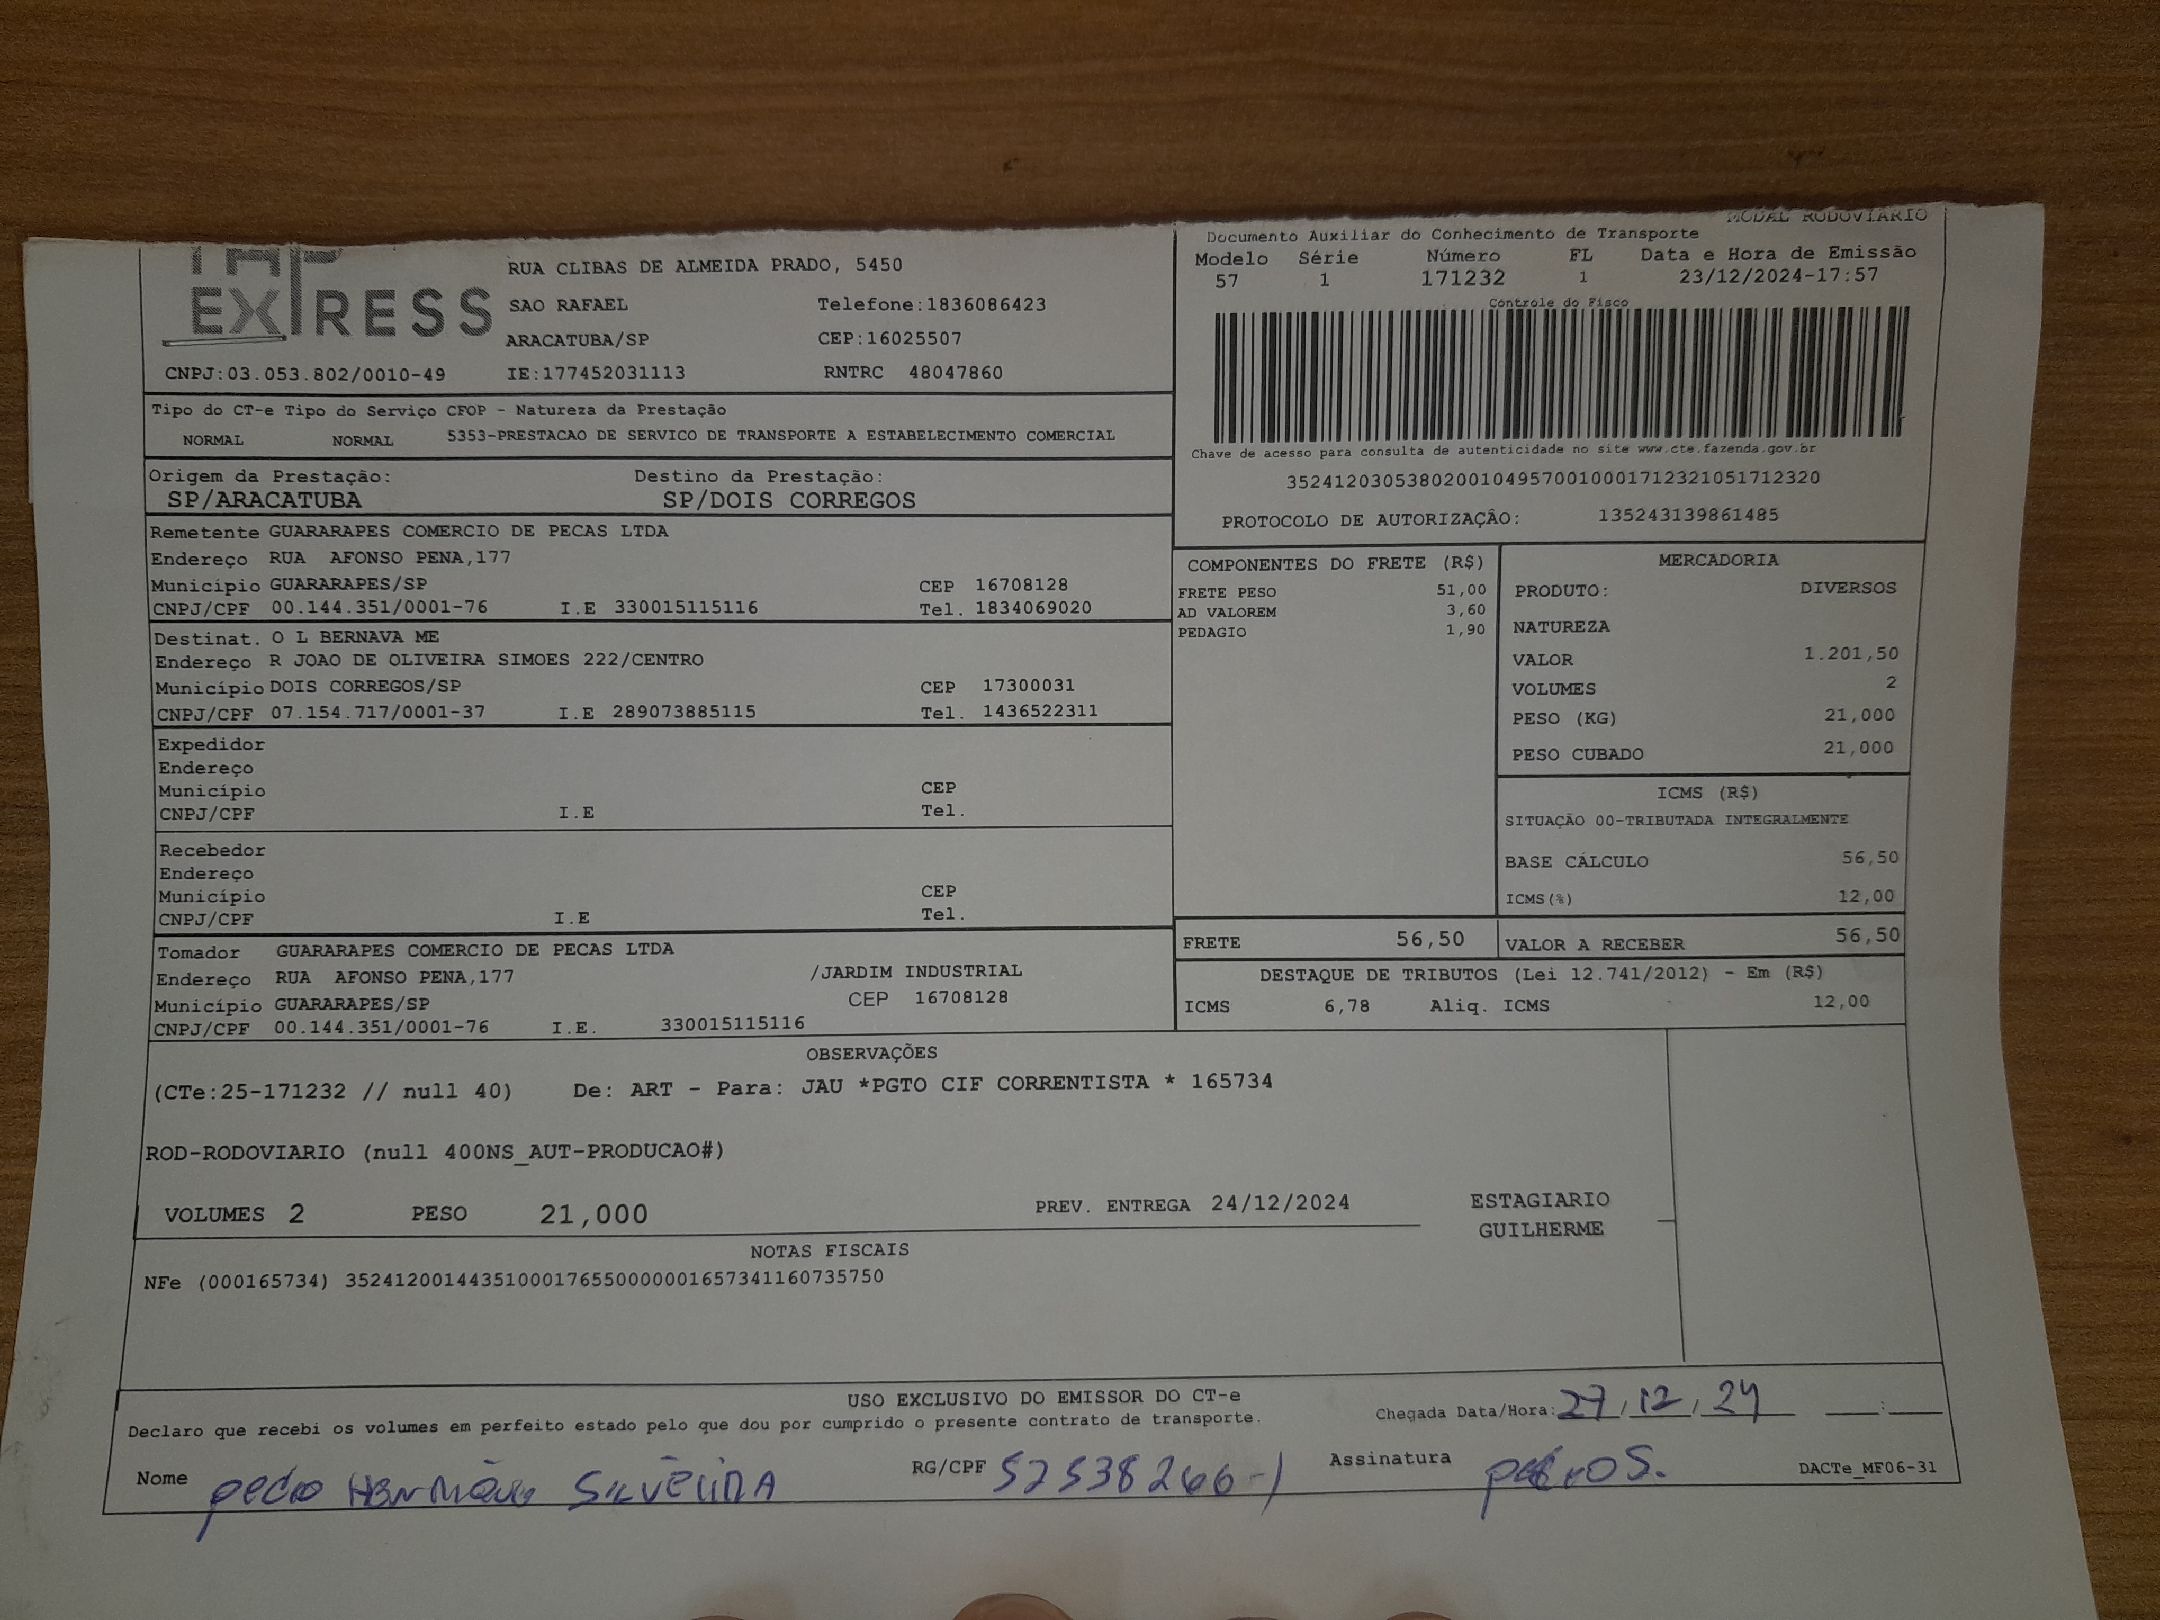 EXPRESS
RUA CLIBAS DE ALMEIDA PRADO, 5450
SAO RAFAEL Telefone:1836086423
ARACATUBA/SP CEP:16025507
CNPJ:03.053.802/0010-49 IE:177452031113 RNTRC 48047860
MODAL RODOVIARIO
Documento Auxiliar do Conhecimento de Transporte
Modelo Série Número FL Data e Hora de Emissão
57 1 171232 1 23/12/2024-17:57
Controle do Fisco
Chave de acesso para consulta de autenticidade no site www.cte.fazenda.gov.br
35241203053802001049570010001712321051712320
PROTOCOLO DE AUTORIZAÇÃO: 135243139861485
Tipo do CT-e Tipo do Serviço CFOP - Natureza da Prestação
NORMAL NORMAL 5353-PRESTACAO DE SERVICO DE TRANSPORTE A ESTABELECIMENTO COMERCIAL
Origem da Prestação: Destino da Prestação:
SP/ARACATUBA SP/DOIS CORREGOS
Remetente GUARARAPES COMERCIO DE PECAS LTDA
Endereço RUA AFONSO PENA,177
Município GUARARAPES/SP CEP 16708128
CNPJ/CPF 00.144.351/0001-76 I.E 330015115116 Tel. 1834069020
Destinat. O L BERNAVA ME
Endereço R JOAO DE OLIVEIRA SIMOES 222/CENTRO
Município DOIS CORREGOS/SP CEP 17300031
CNPJ/CPF 07.154.717/0001-37 I.E 289073885115 Tel. 1436522311
Expedidor
Endereço
Município CEP
CNPJ/CPF I.E Tel.
Recebedor
Endereço
Município CEP
CNPJ/CPF I.E Tel.
Tomador GUARARAPES COMERCIO DE PECAS LTDA
Endereço RUA AFONSO PENA,177 /JARDIM INDUSTRIAL
Município GUARARAPES/SP CEP 16708128
CNPJ/CPF 00.144.351/0001-76 I.E. 330015115116
COMPONENTES DO FRETE (R$)
FRETE PESO 51,00
AD VALOREM 3,60
PEDAGIO 1,90
MERCADORIA
PRODUTO: DIVERSOS
NATUREZA
VALOR 1.201,50
VOLUMES 2
PESO (KG) 21,000
PESO CUBADO 21,000
ICMS (R$)
SITUAÇÃO 00-TRIBUTADA INTEGRALMENTE
BASE CÁLCULO 56,50
ICMS(%) 12,00
FRETE 56,50 VALOR A RECEBER 56,50
DESTAQUE DE TRIBUTOS (Lei 12.741/2012) - Em (R$)
ICMS 6,78 Aliq. ICMS 12,00
OBSERVAÇÕES
(CTe:25-171232 // null 40) De: ART - Para: JAU *PGTO CIF CORRENTISTA * 165734
ROD-RODOVIARIO (null 400NS_AUT-PRODUCAO#)
VOLUMES 2 PESO 21,000 PREV. ENTREGA 24/12/2024 ESTAGIARIO
GUILHERME
NOTAS FISCAIS
NFe (000165734) 35241200144351000176550000001657341160735750
USO EXCLUSIVO DO EMISSOR DO CT-e
Declaro que recebi os volumes em perfeito estado pelo que dou por cumprido o presente contrato de transporte.
Chegada Data/Hora: 27/12/24 :
Nome Pedro Henrique SILVEIRA RG/CPF 52538266-1 Assinatura Pedro S. DACTe_MF06-31